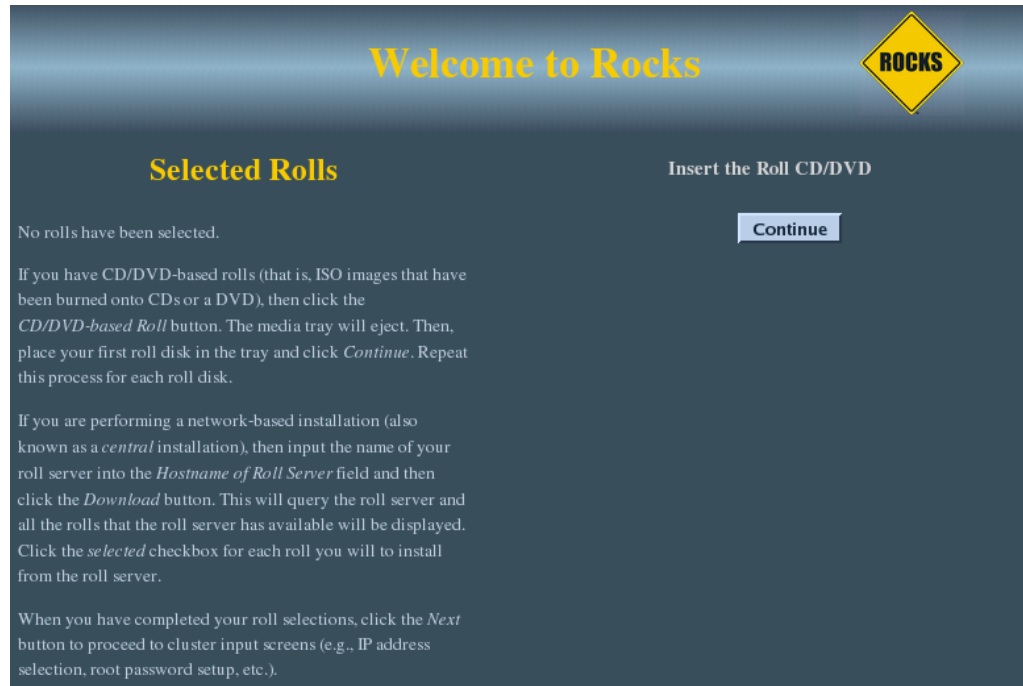 Welcome to Rocks
ROCKS
Selected Rolls
No rolls have been selected.
If you have CD/DVD-based rolls (that is, ISO images that have
been burned onto CDs or a DVD), then click the
CD/DVD-based Roll button. The media tray will eject. Then,
place your first roll disk in the tray and click Continue. Repeat
this process for each roll disk.
If you are performing a network-based installation (also
known as a central installation), then input the name of your
roll server into the Hostname of Roll Server field and then
click the Download button. This will query the roll server and
all the rolls that the roll server has available will be displayed.
Click the selected checkbox for each roll you will to install
from the roll server.
When you have completed your roll selections, click the Next
button to proceed to cluster input screens (e.g., IP address
selection, root password setup, etc.).
Insert the Roll CD/DVD
Continue